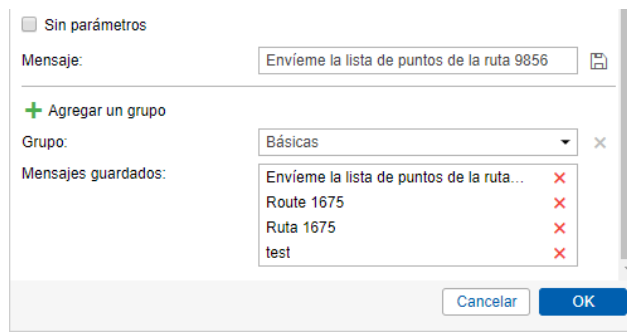 Sin parámetros
Mensaje: Envíeme la lista de puntos de la ruta 9856
Agregar un grupo
Grupo: Básicas
Mensajes guardados: Envíeme la lista de puntos de la ruta...
Route 1675
Ruta 1675
test
Cancelar OK